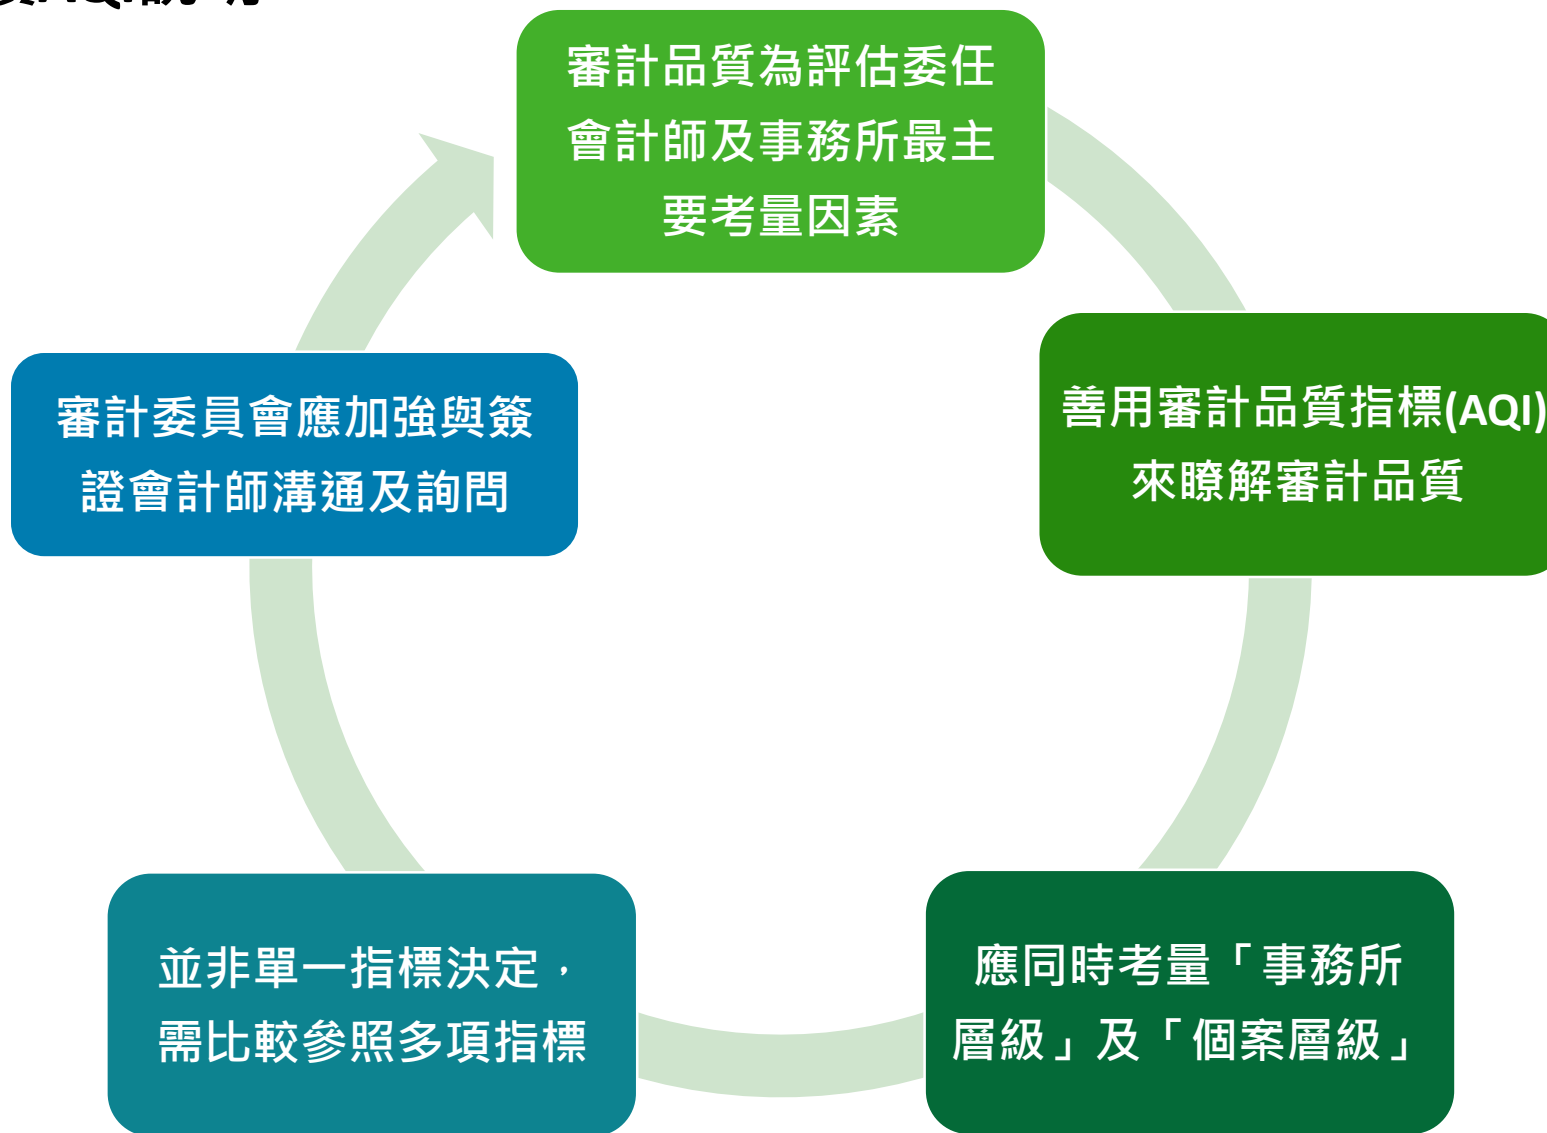 審計品質為評估委任
會計師及事務所最主
要考量因素
善用審計品質指標(AQI)
來瞭解審計品質
應同時考量「事務所
層級」及「個案層級」
並非單一指標決定，
需比較參照多項指標
審計委員會應加強與簽
證會計師溝通及詢問